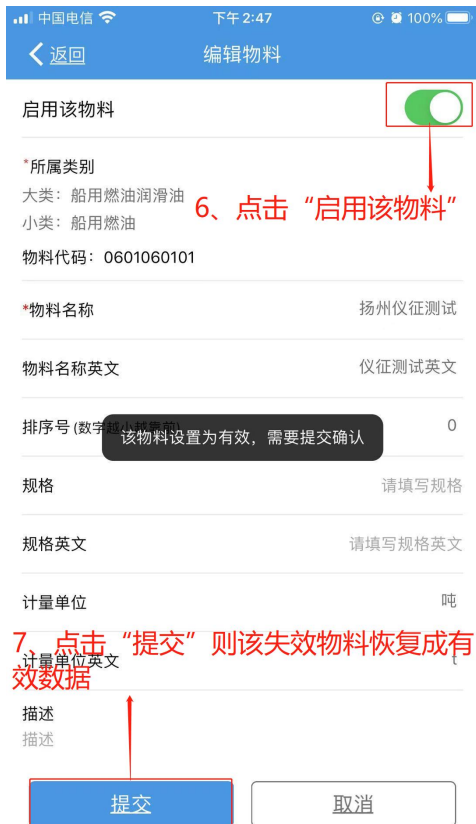 中国电信 下午 2:47 100%
返回 编辑物料
启用该物料
*所属类别
大类：船用燃油润滑油
6、点击“启用该物料”
小类：船用燃油
物料代码：0601060101
*物料名称 扬州仪征测试
物料名称英文 仪征测试英文
排序号(数字越小越靠前) 0
该物料设置为有效，需要提交确认
规格 请填写规格
规格英文 请填写规格英文
计量单位 吨
7、点击“提交”则该失效物料恢复成有
计量单位英文 t
效数据
描述
描述
提交 取消